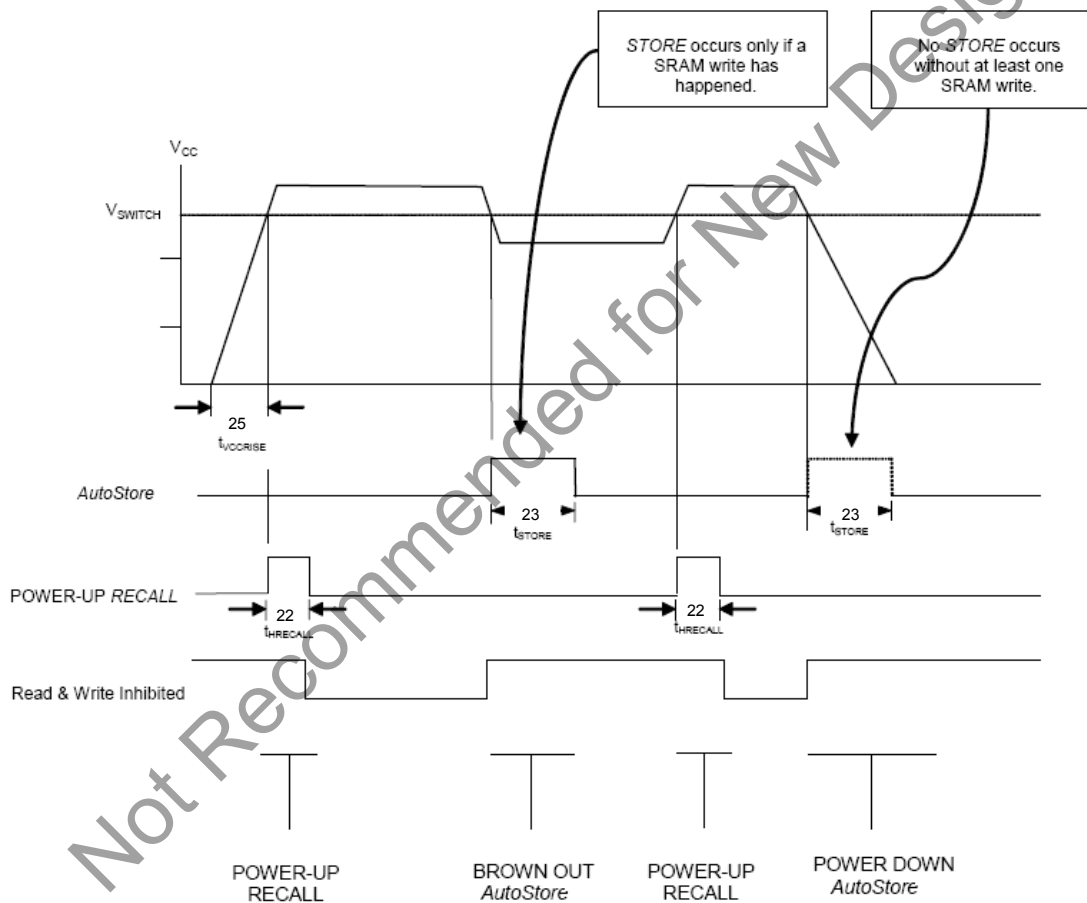 STORE occurs only if a
SRAM write has
happened.
No STORE occurs
without at least one
SRAM write.
VCC
VSWITCH
25
tVCCRISE
AutoStore
23
tSTORE
23
tSTORE
POWER-UP RECALL
22
tHRECALL
22
tHRECALL
Read & Write Inhibited
POWER-UP
RECALL
BROWN OUT
AutoStore
POWER-UP
RECALL
POWER DOWN
AutoStore
Not Recommended for New Desig